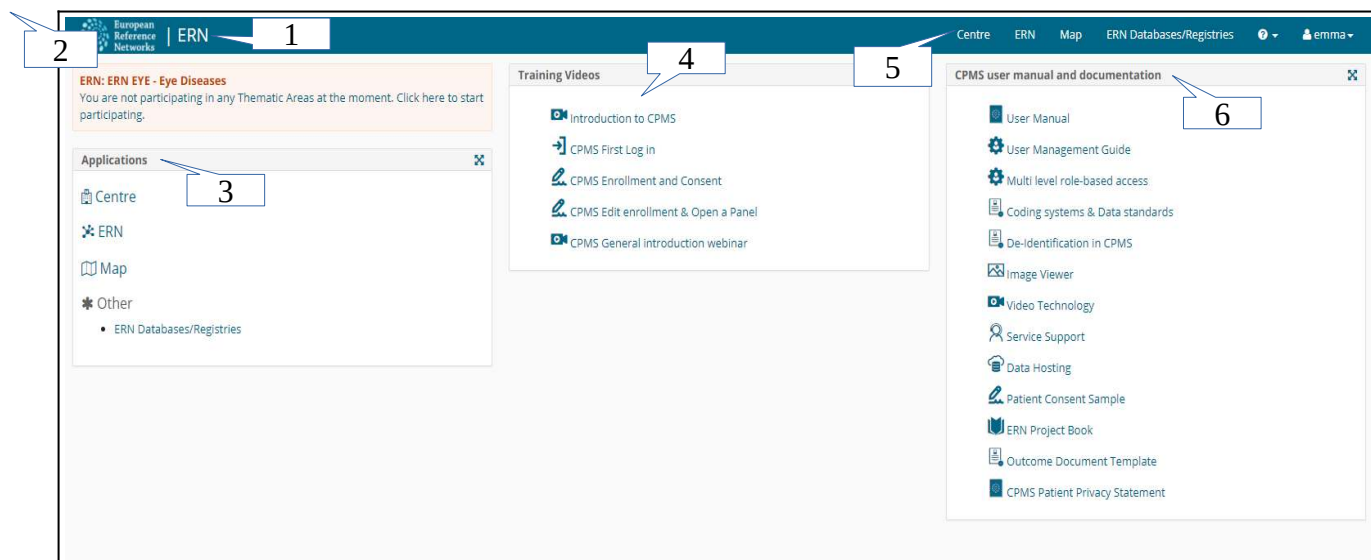 European
Reference
Networks
| ERN
1
Centre ERN Map ERN Databases/Registries ? emma
2
ERN: ERN EYE - Eye Diseases
You are not participating in any Thematic Areas at the moment. Click here to start
participating.
Applications
3
Centre
ERN
Map
Other
• ERN Databases/Registries
Training Videos
4
Introduction to CPMS
CPMS First Log in
CPMS Enrollment and Consent
CPMS Edit enrollment & Open a Panel
CPMS General introduction webinar
5
CPMS user manual and documentation
6
User Manual
User Management Guide
Multi level role-based access
Coding systems & Data standards
De-Identification in CPMS
Image Viewer
Video Technology
Service Support
Data Hosting
Patient Consent Sample
ERN Project Book
Outcome Document Template
CPMS Patient Privacy Statement